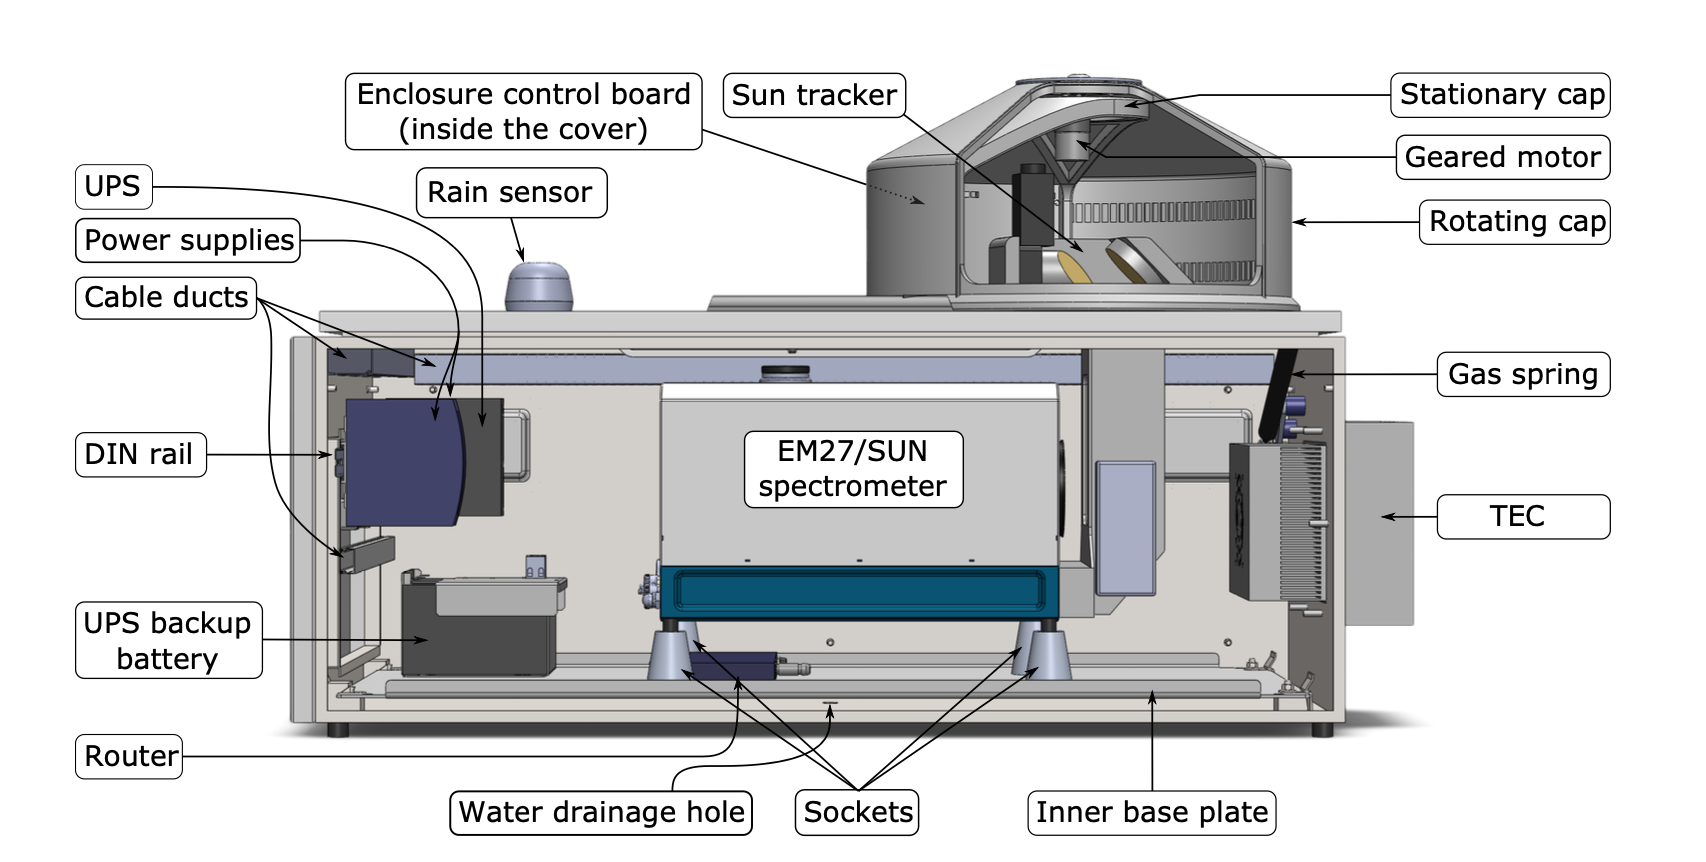 Enclosure control board
(inside the cover)
Sun tracker
Stationary cap
Geared motor
Rotating cap
UPS
Rain sensor
Power supplies
Cable ducts
Gas spring
DIN rail
EM27/SUN
spectrometer
TEC
UPS backup
battery
Router
Water drainage hole
Sockets
Inner base plate